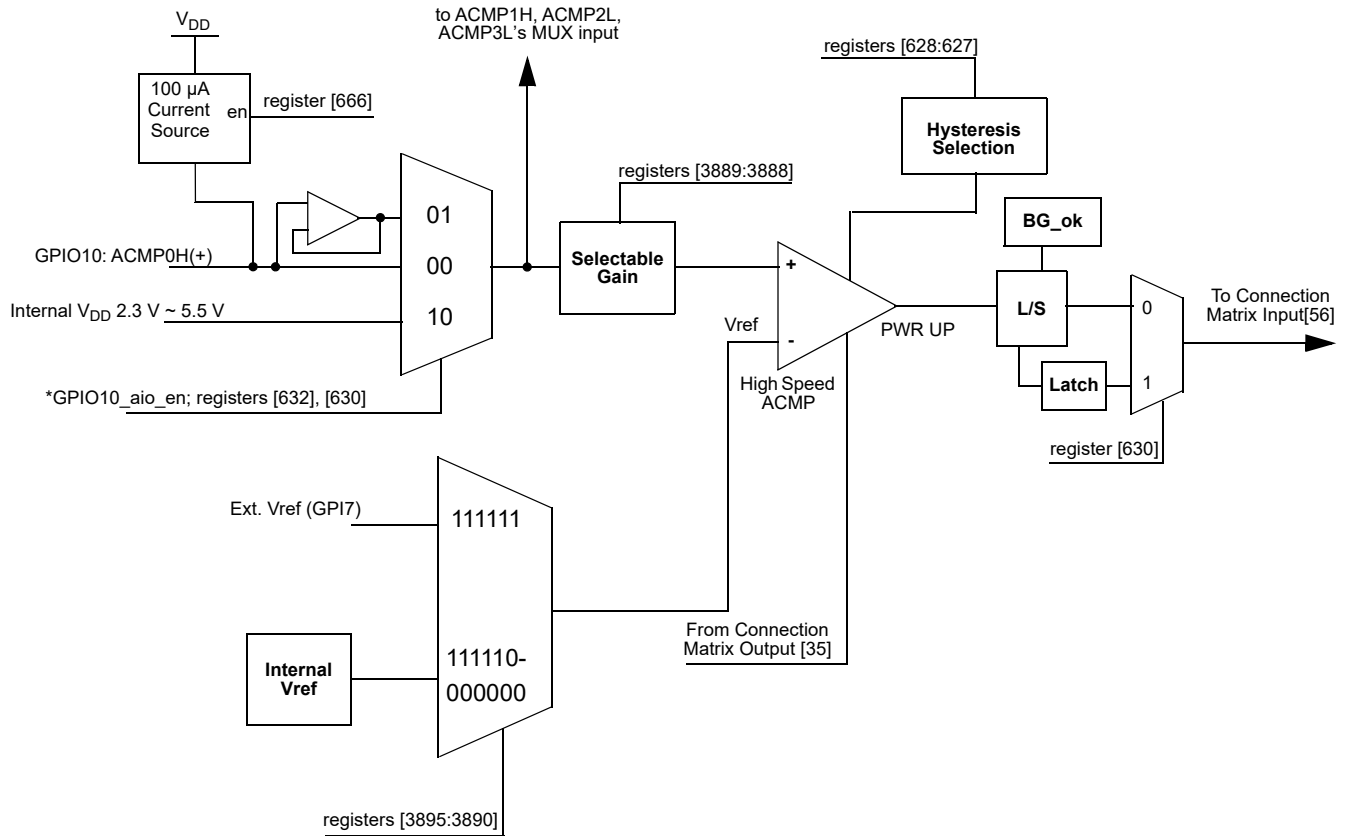 to ACMP1H, ACMP2L,
ACMP3L's MUX input
VDD
registers [628:627]
100 µA
Current
Source
en
register [666]
Hysteresis
Selection
registers [3889:3888]
01
BG_ok
GPIO10: ACMP0H(+)
00
Selectable
Gain
+
Internal VDD 2.3 V ~ 5.5 V
10
L/S
0
To Connection
Matrix Input[56]
Vref
-
PWR UP
High Speed
ACMP
Latch
1
*GPIO10_aio_en; registers [632], [630]
register [630]
Ext. Vref (GPI7)
111111
From Connection
Matrix Output [35]
Internal
Vref
111110-
000000
registers [3895:3890]